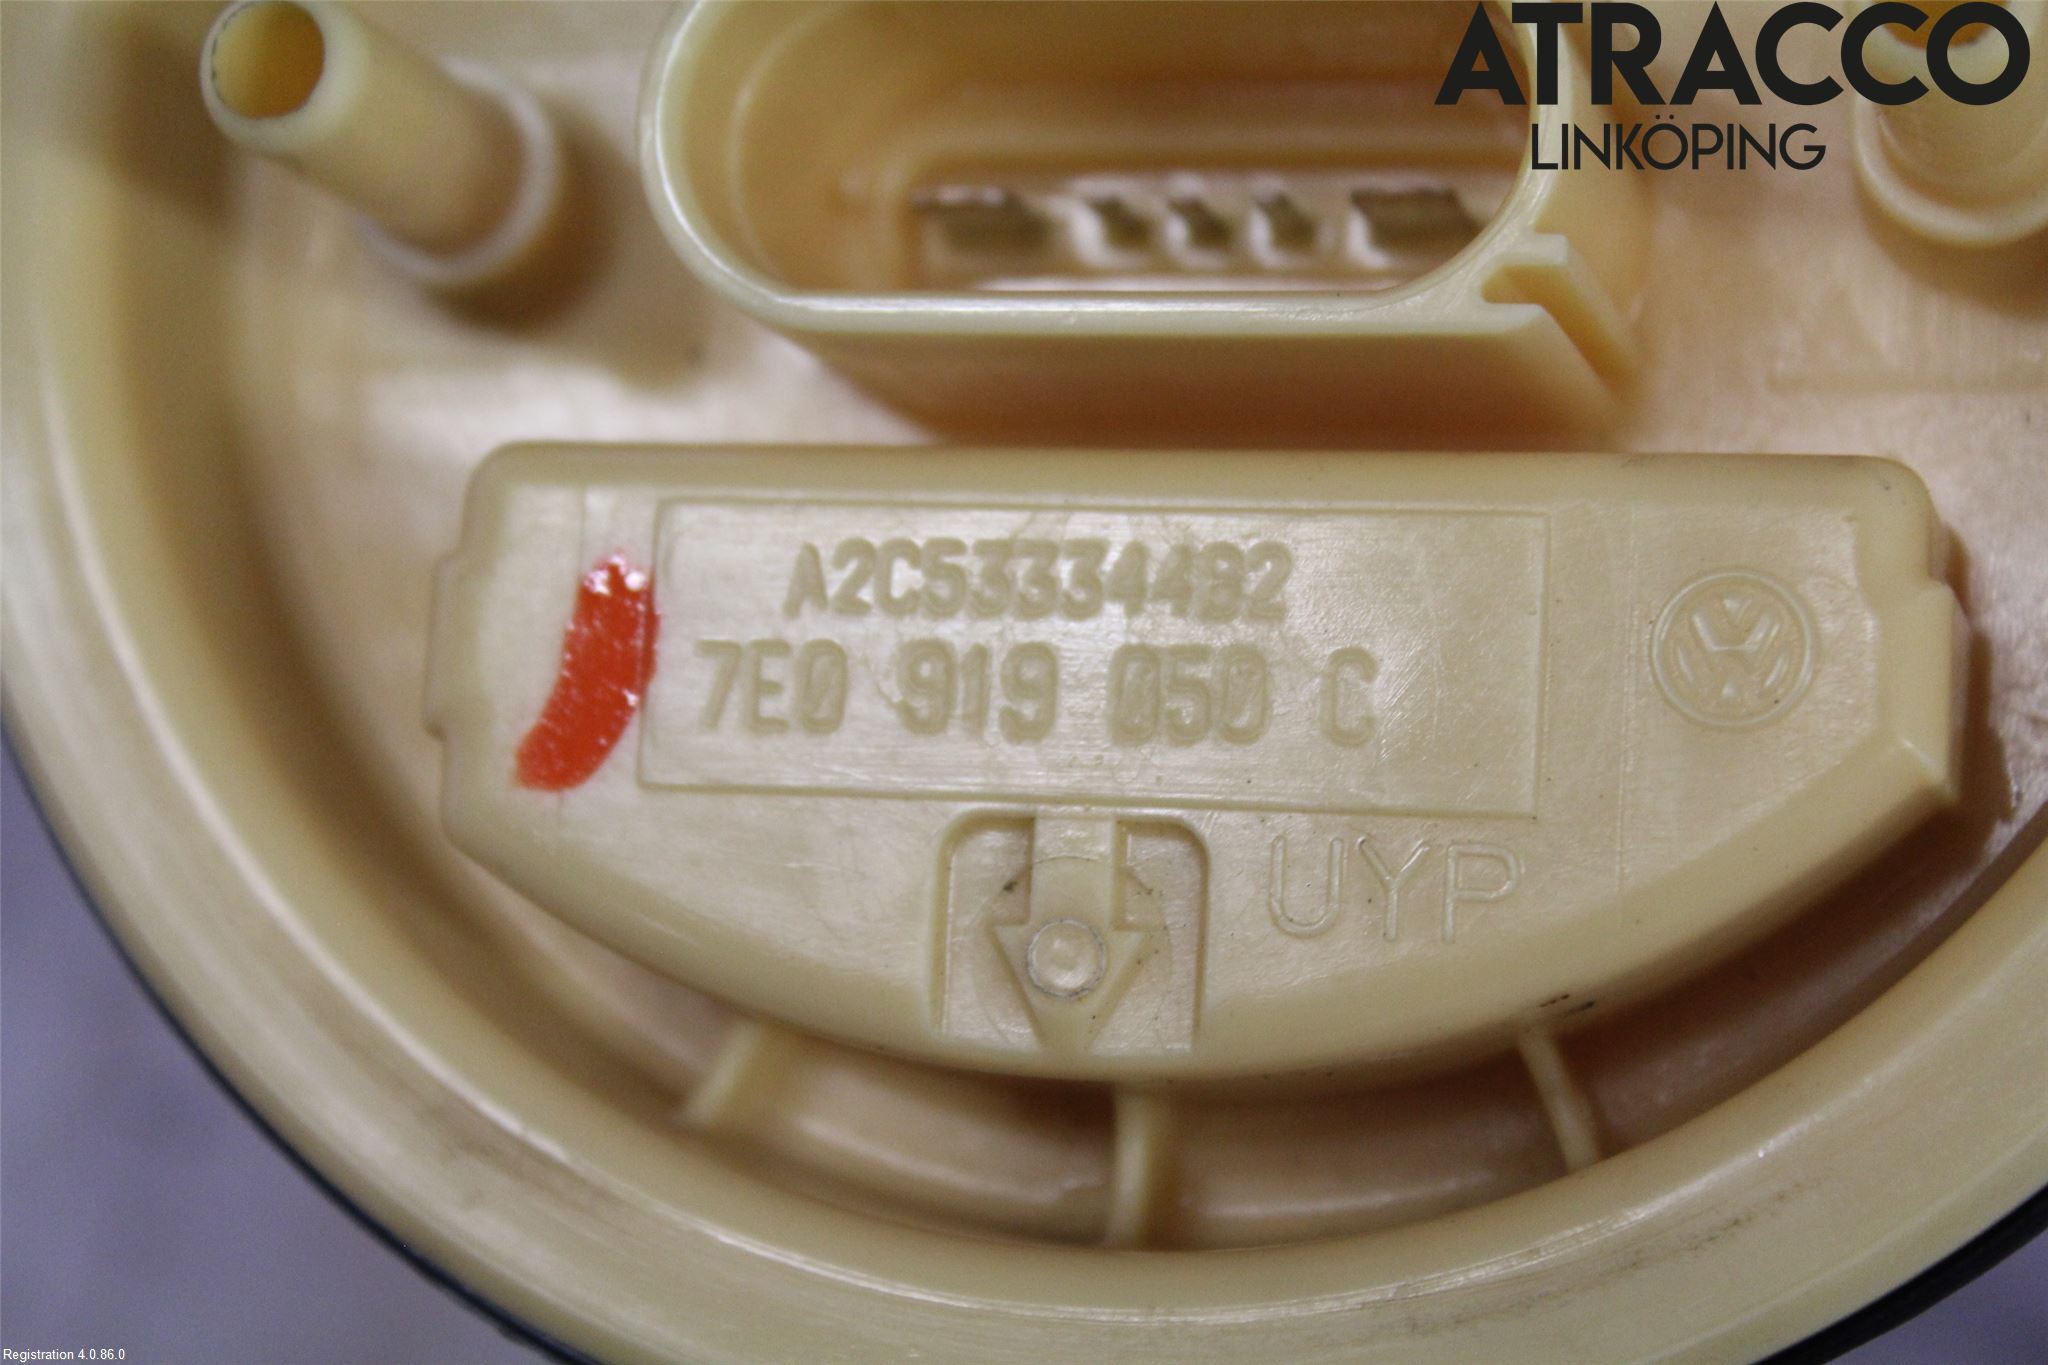 ATRACCO
LINKÖPING
A2C53334482
7E0 919 050 C
UYP
Registration 4.0.86.0